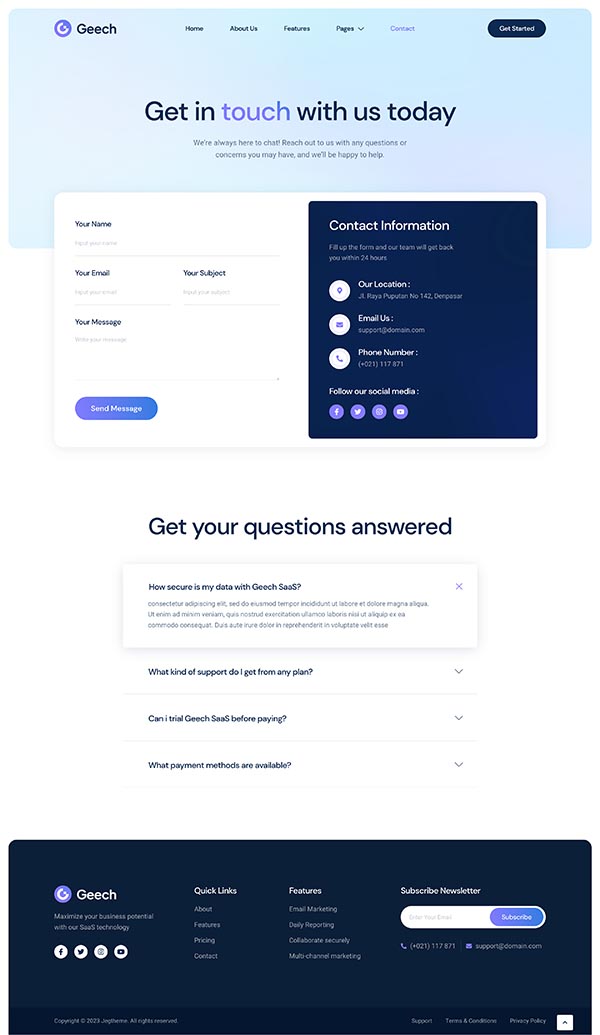 Geech
Home
About Us
Features
Pages
Contact
Get Started
Get in touch with us today
We're always here to chat! Reach out to us with any questions or
concerns you may have, and we'll be happy to help.
Your Name
Input your name
Your Email
Your Subject
Input your email
Input your subject
Your Message
Write your message
Send Message
Contact Information
Fill up the form and our team will get back
you within 24 hours
Our Location :
Jl. Raya Puputan No 142, Denpasar
Email Us :
support@domain.com
Phone Number :
(+021) 117 871
Follow our social media :
Get your questions answered
How secure is my data with Geech SaaS?
consectetur adipiscing elit, sed do eiusmod tempor incididunt ut labore et dolore magna aliqua.
Ut enim ad minim veniam, quis nostrud exercitation ullamco laboris nisi ut aliquip ex ea
commodo consequat. Duis aute irure dolor in reprehenderit in voluptate velit esse
What kind of support do I get from any plan?
Can i trial Geech SaaS before paying?
What payment methods are available?
Geech
Maximize your business potential
with our SaaS technology
Quick Links
About
Features
Pricing
Contact
Features
Email Marketing
Daily Reporting
Collaborate securely
Multi-channel marketing
Subscribe Newsletter
Enter Your Email
Subscribe
(+021) 117 871
support@domain.com
Copyright © 2023 Jegtheme. All rights reserved.
Support
Terms & Conditions
Privacy Policy